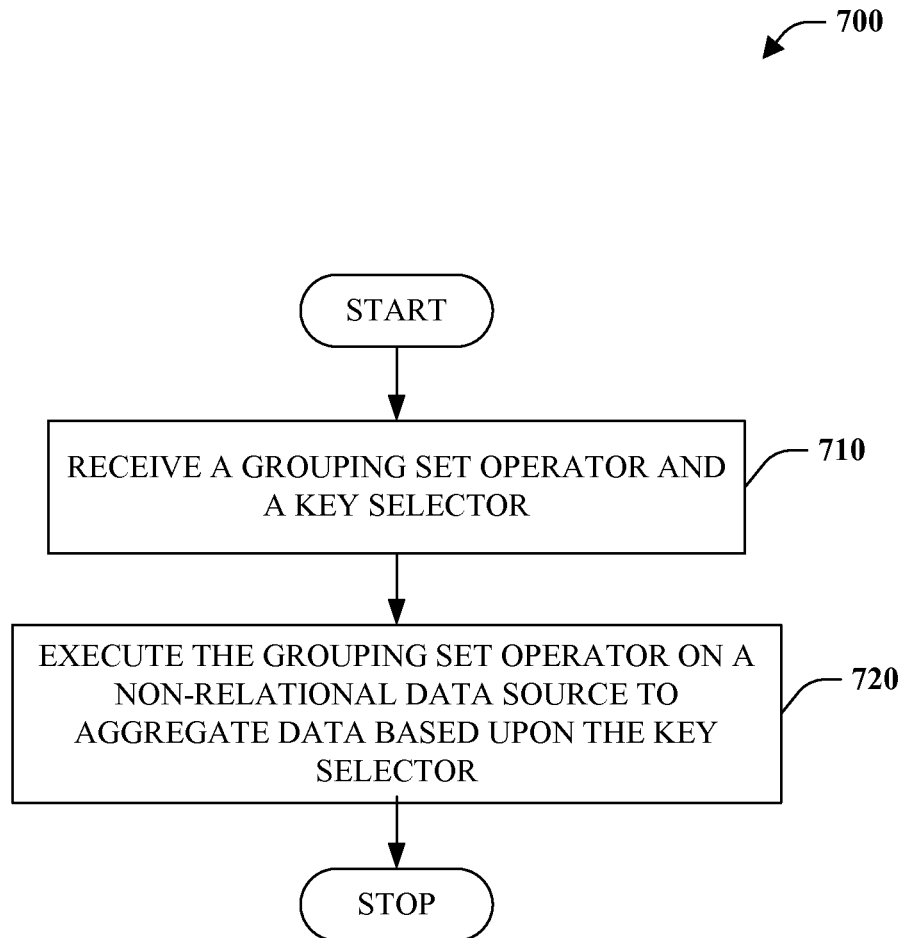 700
START
RECEIVE A GROUPING SET OPERATOR AND
A KEY SELECTOR
710
EXECUTE THE GROUPING SET OPERATOR ON A
NON-RELATIONAL DATA SOURCE TO
AGGREGATE DATA BASED UPON THE KEY
SELECTOR
720
STOP